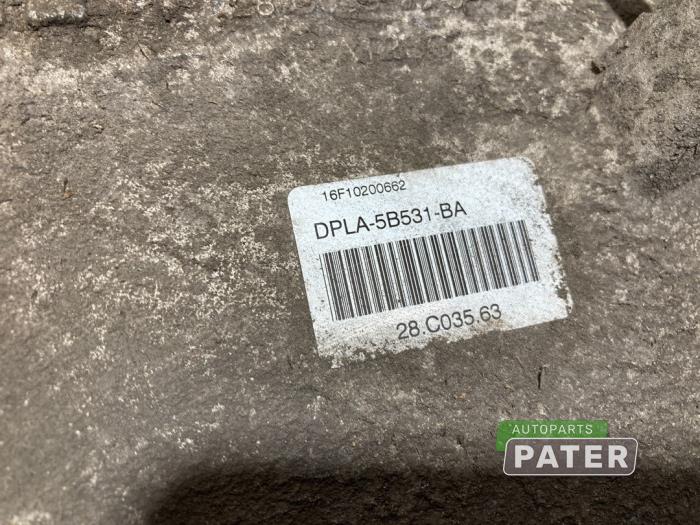 16F10200662
DPLA-5B531-BA
28.C035.63
AUTOPARTS
PATER